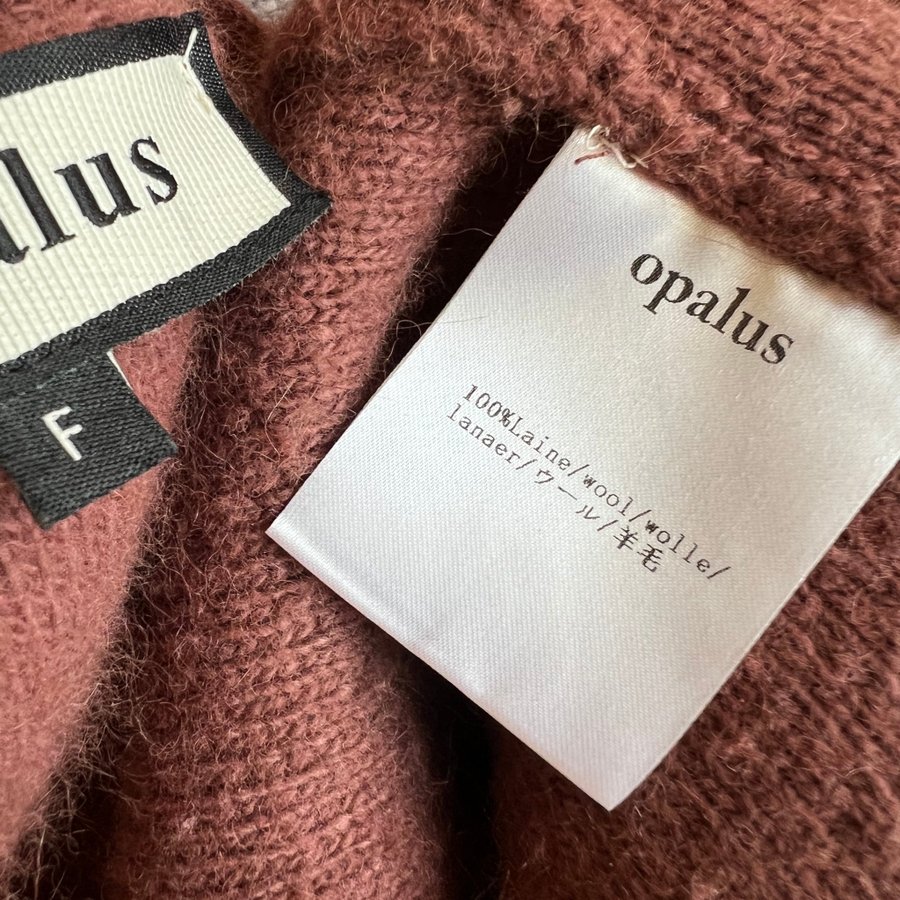 alus
F
opalus
100%Laine/wool/wolle/
lanaer/ウール/羊毛